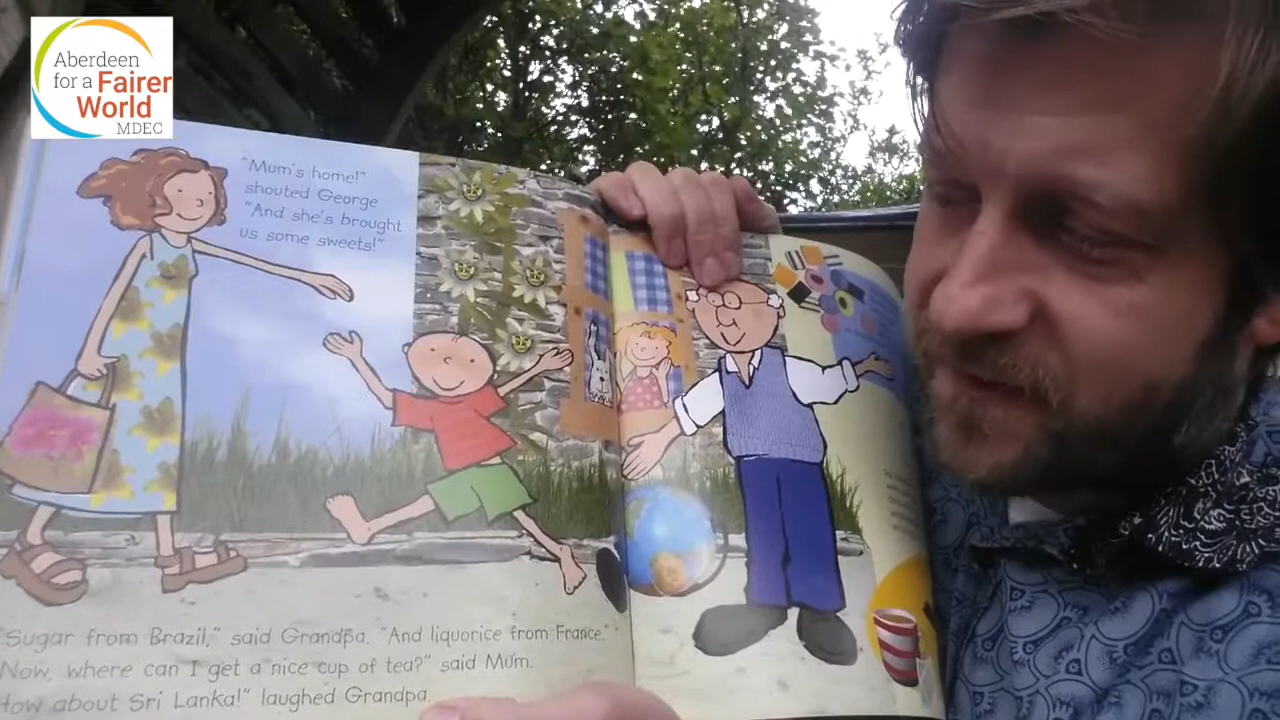 Aberdeen
for a Fairer
World
MDEC
"Mum's home!"
shouted George
"And she's brought
us some sweets!"
"Sugar from Brazil," said Grandpa. "And liquorice from France."
"Now, where can I get a nice cup of tea?" said Mum.
"How about Sri Lanka!" laughed Grandpa.